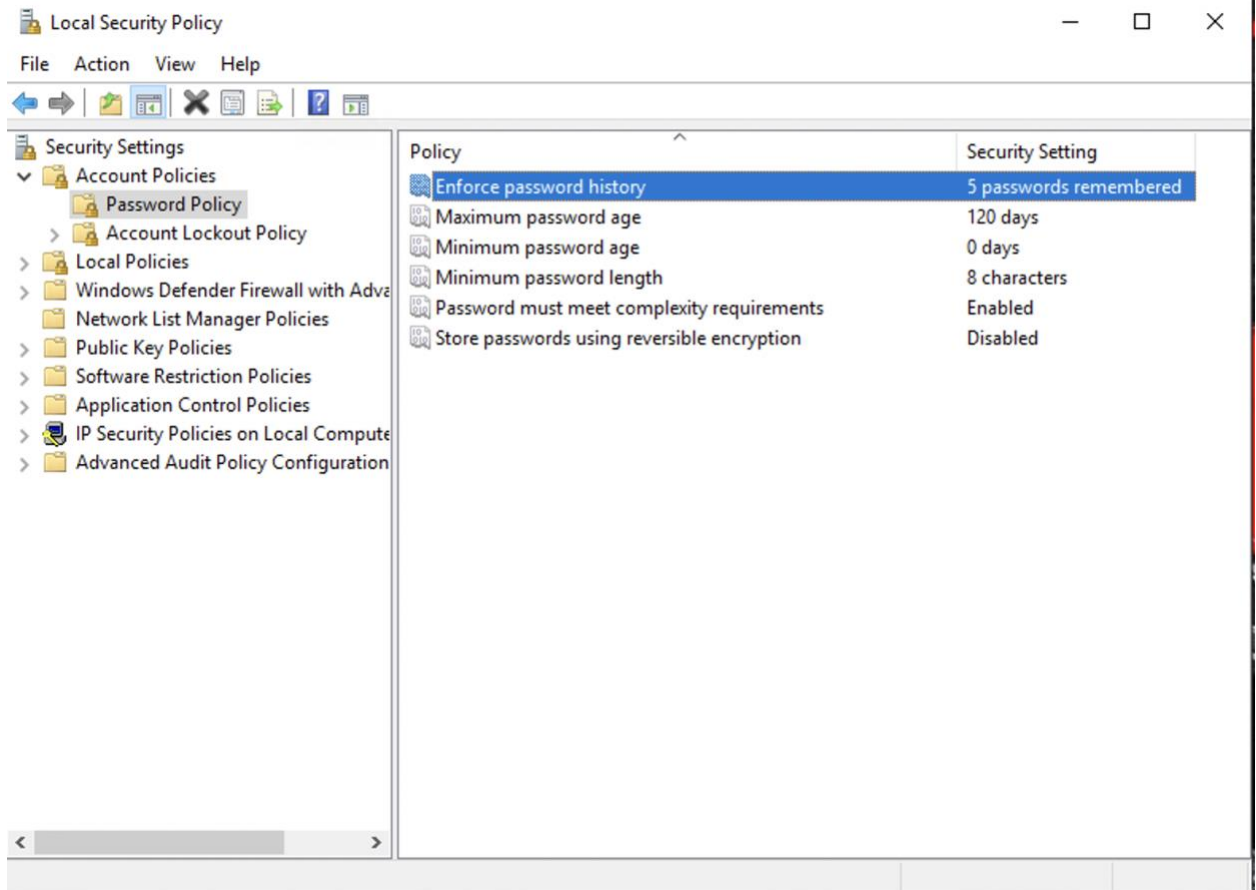 Local Security Policy
File Action View Help
Security Settings
Account Policies
Password Policy
Account Lockout Policy
Local Policies
Windows Defender Firewall with Adva
Network List Manager Policies
Public Key Policies
Software Restriction Policies
Application Control Policies
IP Security Policies on Local Compute
Advanced Audit Policy Configuration
Policy Security Setting
Enforce password history 5 passwords remembered
Maximum password age 120 days
Minimum password age 0 days
Minimum password length 8 characters
Password must meet complexity requirements Enabled
Store passwords using reversible encryption Disabled